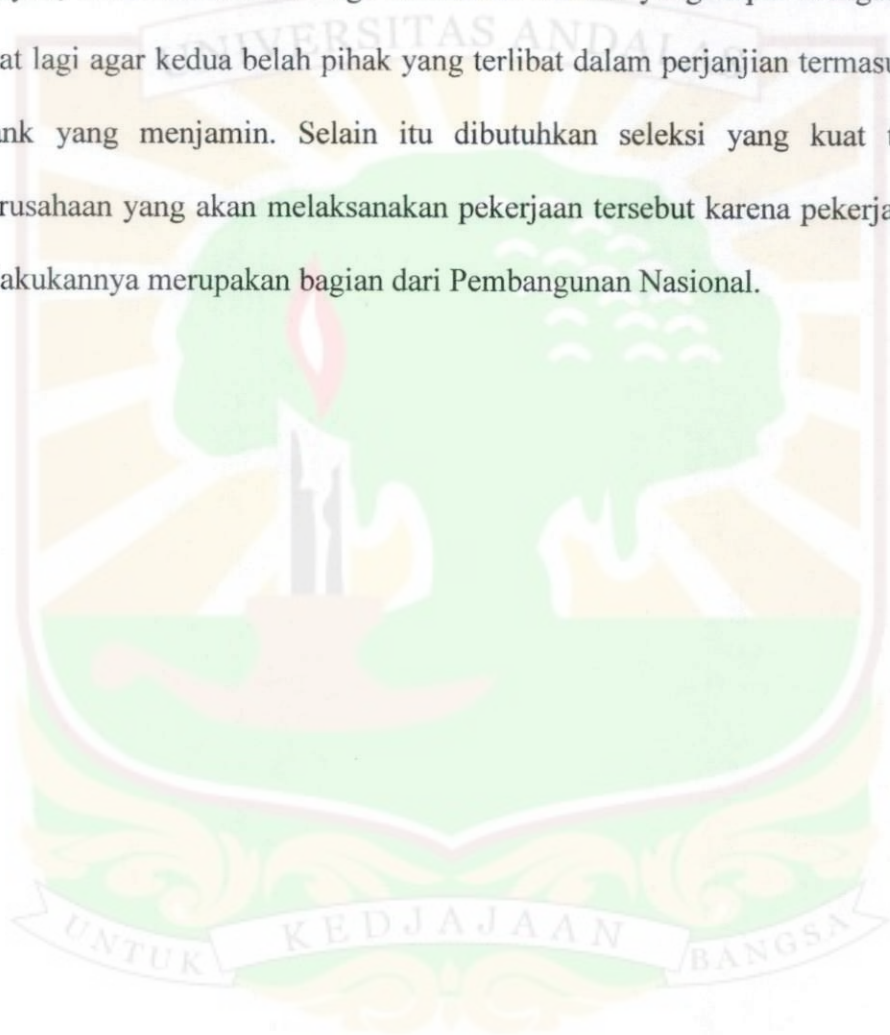 UNIVERSITAS ANDALAS
at lagi agar kedua belah pihak yang terlibat dalam perjanjian termasu
nk yang menjamin. Selain itu dibutuhkan seleksi yang kuat
rusahaan yang akan melaksanakan pekerjaan tersebut karena pekerja
akukannya merupakan bagian dari Pembangunan Nasional.
UNTUK KEDJAJAAN BANGSA